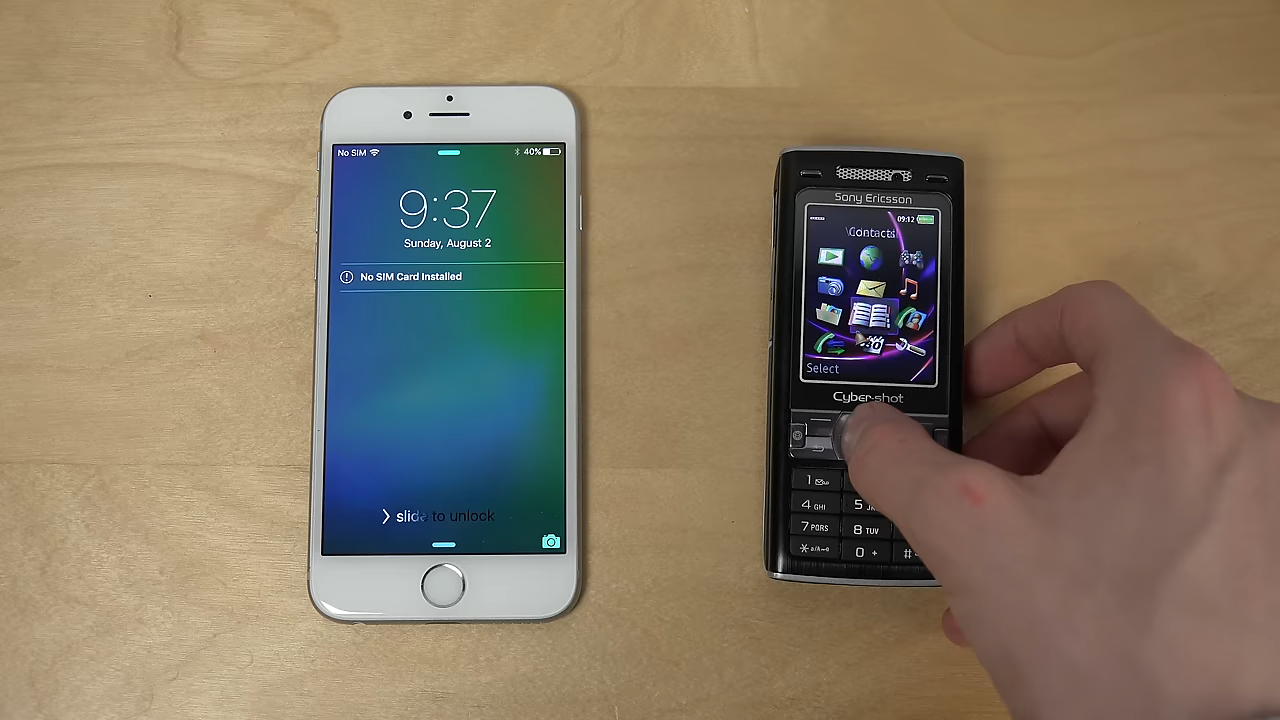 No SIM
40%
9:37
Sunday, August 2
No SIM Card Installed
slide to unlock
Sony Ericsson
09:12
Contacts
Select
Cyber-shot
1
4 GHI
5
7 PQRS
8 TUV
* a/A
0 +
#